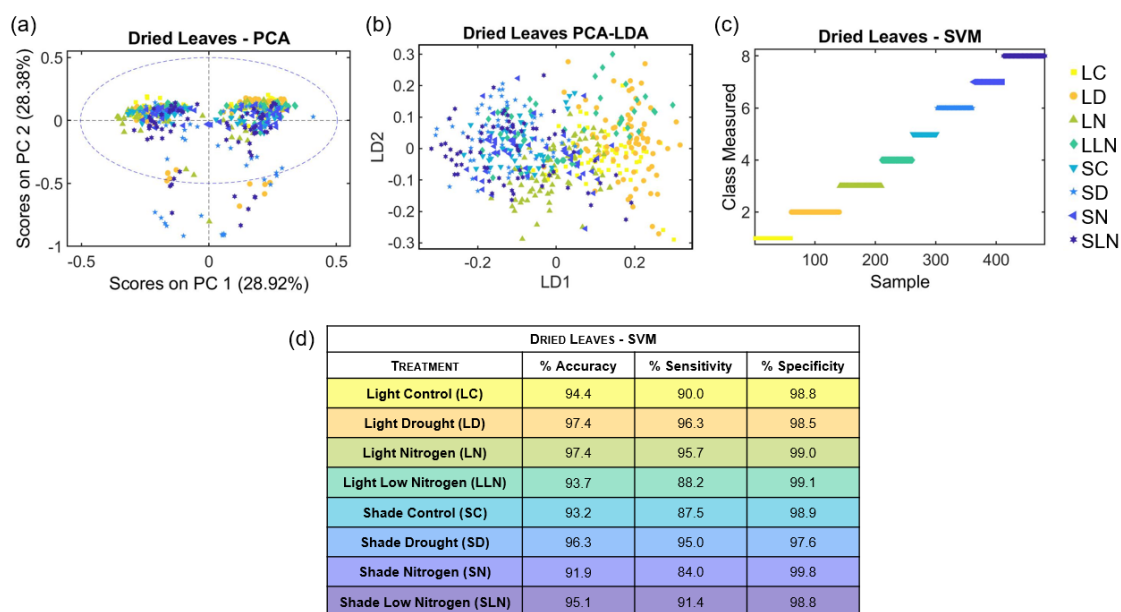 (a)
Dried Leaves - PCA
Scores on PC 2 (28.38%)
0.5
0
-0.5
-1
-0.5
0
0.5
Scores on PC 1 (28.92%)
(b)
Dried Leaves PCA-LDA
LD2
0.3
0.2
0.1
0
-0.1
-0.2
-0.3
-0.2
0
0.2
LD1
(c)
Dried Leaves - SVM
Class Measured
8
6
4
2
100
200
300
400
Sample
LC
LD
LN
LLN
SC
SD
SN
SLN
(d)
DRIED LEAVES - SVM
TREATMENT % Accuracy % Sensitivity % Specificity
Light Control (LC) 94.4 90.0 98.8
Light Drought (LD) 97.4 96.3 98.5
Light Nitrogen (LN) 97.4 95.7 99.0
Light Low Nitrogen (LLN) 93.7 88.2 99.1
Shade Control (SC) 93.2 87.5 98.9
Shade Drought (SD) 96.3 95.0 97.6
Shade Nitrogen (SN) 91.9 84.0 99.8
Shade Low Nitrogen (SLN) 95.1 91.4 98.8